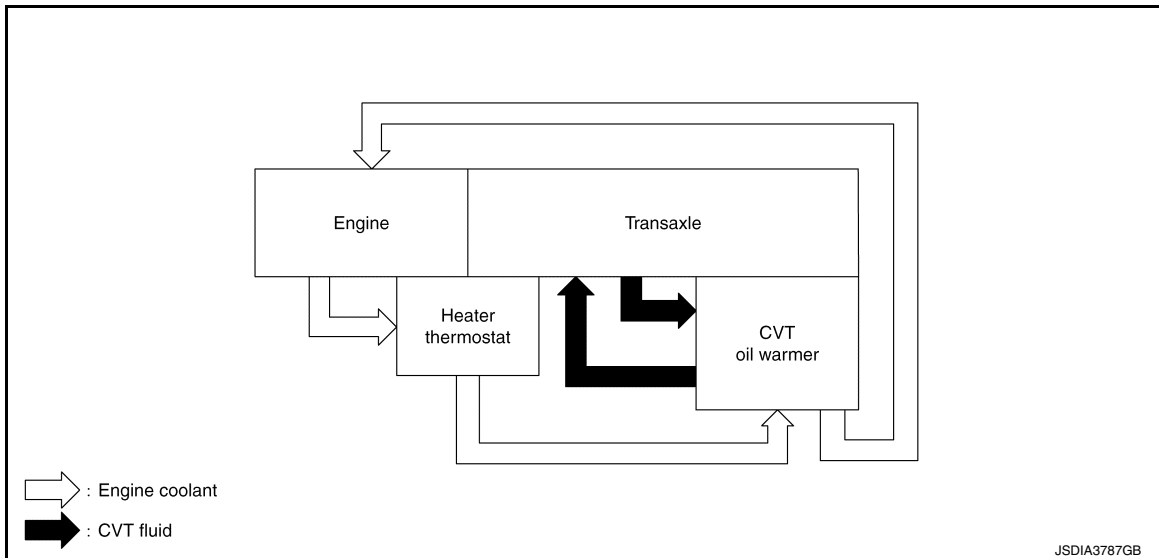 Engine
Transaxle
Heater
thermostat
CVT
oil warmer
: Engine coolant
: CVT fluid
JSDIA3787GB